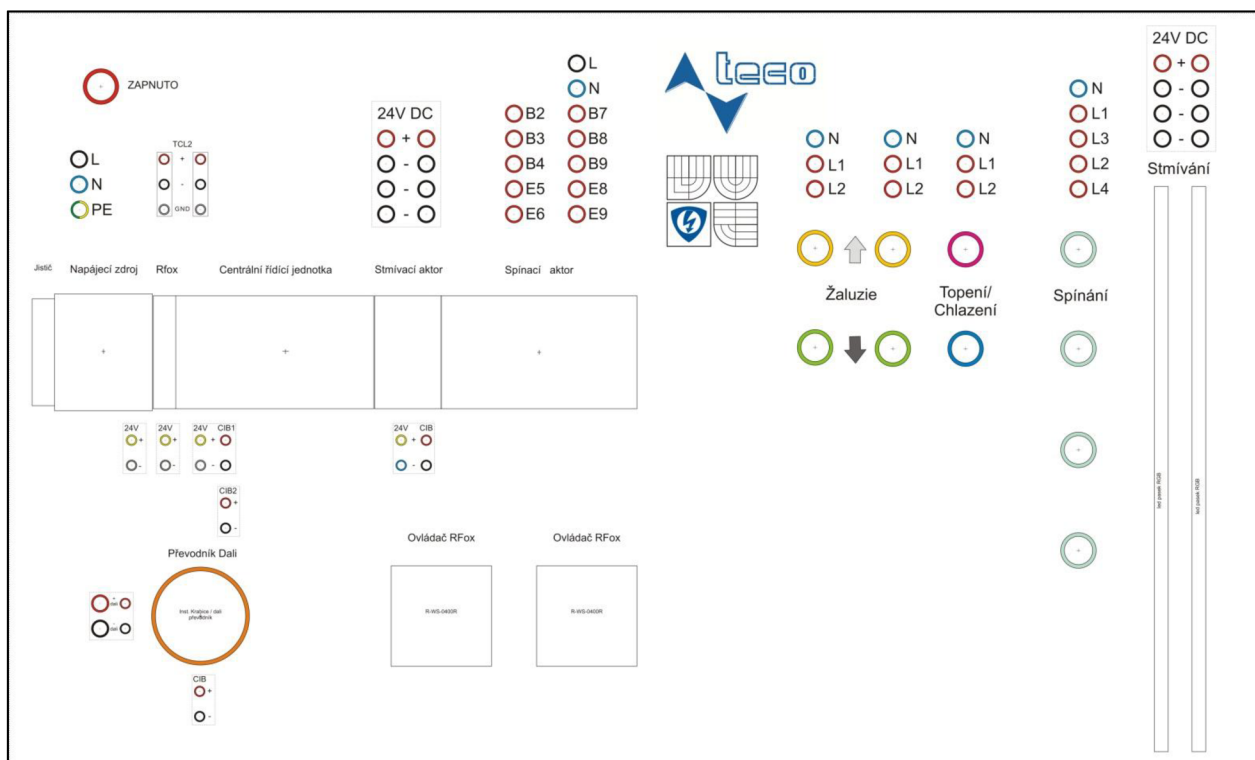 ZAPNUTO
L
N
PE
TCL2
+
-
GND
24V DC
+
-
-
-
L
N
B2 B7
B3 B8
B4 B9
E5 E8
E6 E9
teco
N N N
L1 L1 L1
L2 L2 L2
N
L1
L3
L2
L4
24V DC
+
-
-
-
Stmívání
Jistič Napájecí zdroj Rfox Centrální řídící jednotka Stmívací aktor Spínací aktor
Žaluzie
Topení/
Chlazení
Spínání
24V 24V 24V CIB1
+ + +
- - -
24V CIB
+
-
CIB2
+
-
Převodník Dali
Inst. Krabice / dali
převodník
+
dali
-
dali
CIB
+
-
Ovládač RFox Ovládač RFox
R-WS-0400R R-WS-0400R
led pasek RGB
led pasek RGB